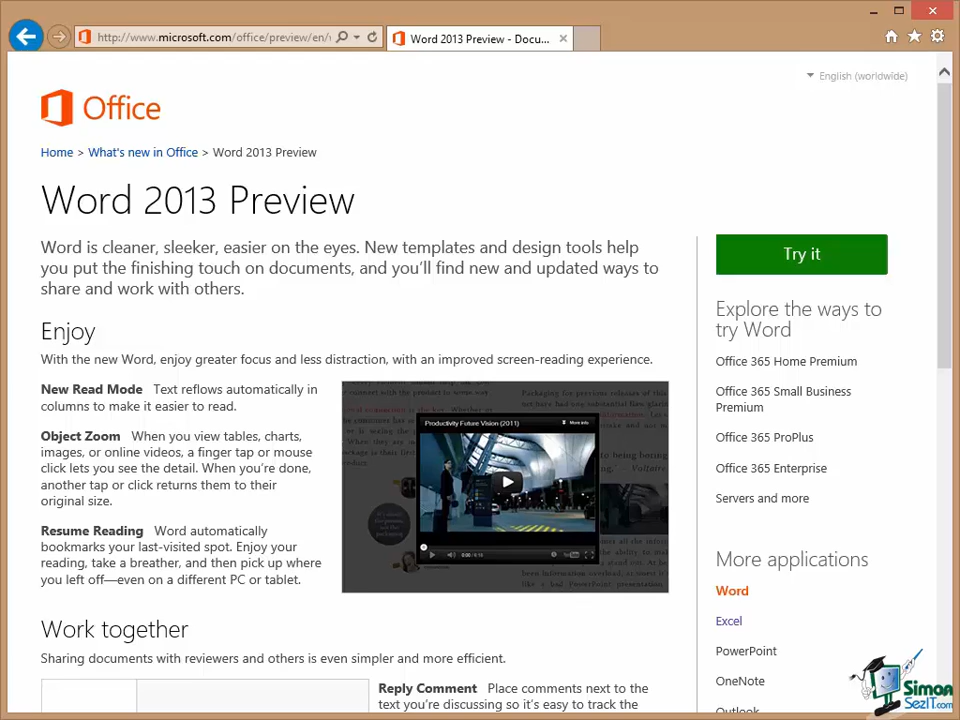 http://www.microsoft.com/office/preview/en/
Word 2013 Preview - Docu...
English (worldwide)
Office
Home > What's new in Office > Word 2013 Preview
Word 2013 Preview
Word is cleaner, sleeker, easier on the eyes. New templates and design tools help
you put the finishing touch on documents, and you'll find new and updated ways to
share and work with others.
Try it
Explore the ways to
try Word
Office 365 Home Premium
Office 365 Small Business
Premium
Office 365 ProPlus
Office 365 Enterprise
Servers and more
More applications
Word
Excel
PowerPoint
OneNote
Outlook
Enjoy
With the new Word, enjoy greater focus and less distraction, with an improved screen-reading experience.
New Read Mode Text reflows automatically in
columns to make it easier to read.
Object Zoom When you view tables, charts,
images, or online videos, a finger tap or mouse
click lets you see the detail. When you're done,
another tap or click returns them to their
original size.
Resume Reading Word automatically
bookmarks your last-visited spot. Enjoy your
reading, take a breather, and then pick up where
you left off—even on a different PC or tablet.
Productivity Future Vision (2011)
More info
Voltaire,
Work together
Sharing documents with reviewers and others is even simpler and more efficient.
Reply Comment Place comments next to the
text you're discussing so it's easy to track the
Simon
SezIT.com